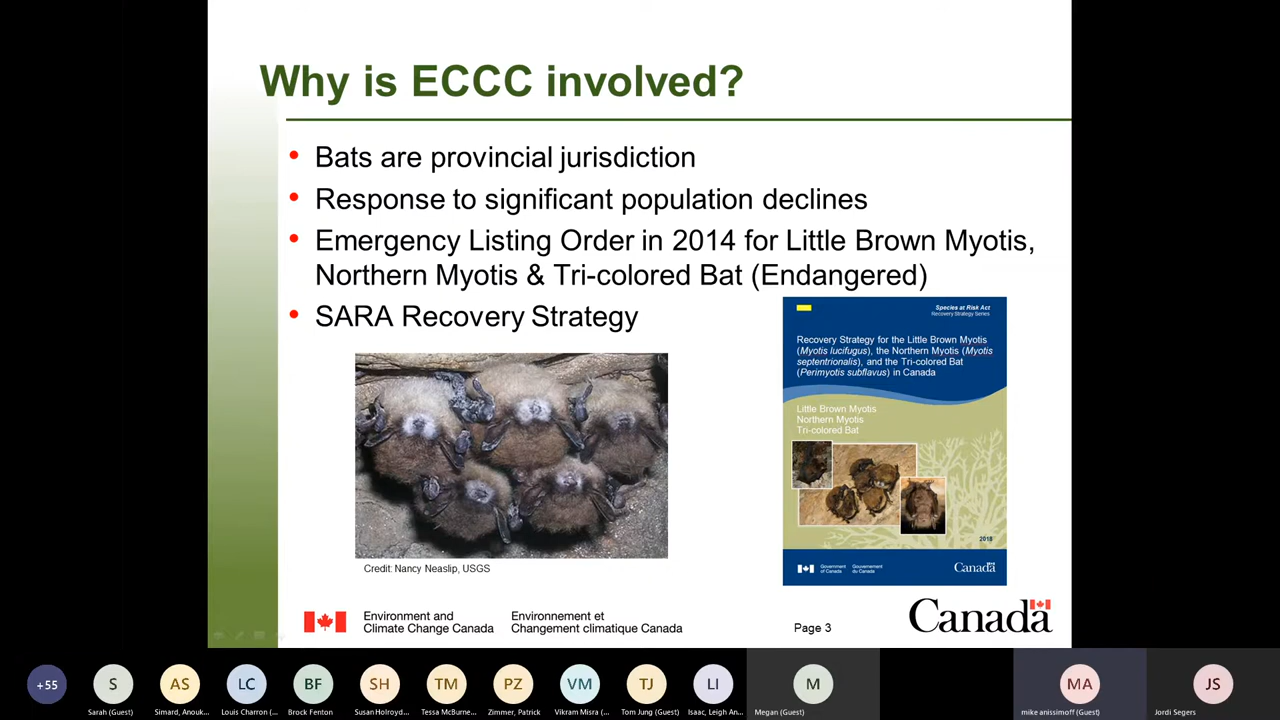 Why is ECCC involved?
• Bats are provincial jurisdiction
• Response to significant population declines
• Emergency Listing Order in 2014 for Little Brown Myotis,
Northern Myotis & Tri-colored Bat (Endangered)
• SARA Recovery Strategy
Species at Risk Act
Recovery Strategy Series
Recovery Strategy for the Little Brown Myotis
(Myotis lucifugus), the Northern Myotis (Myotis
septentrionalis), and the Tri-colored Bat
(Perimyotis subflavus) in Canada
Little Brown Myotis
Northern Myotis
Tri-colored Bat
2018
Government
of Canada
Gouvernement
du Canada
Canada
Credit: Nancy Neaslip, USGS
Environment and
Climate Change Canada
Environnement et
Changement climatique Canada
Page 3
Canada
+55
S
AS
LC
BF
SH
TM
PZ
VM
TJ
LI
M
MA
JS
Sarah (Guest)
Simard, Anouk...
Louis Charron (...
Brock Fenton
Susan Holroyd...
Tessa McBurne...
Zimmer, Patrick
Vikram Misra (...
Tom Jung (Guest)
Isaac, Leigh An...
Megan (Guest)
mike anissimoff (Guest)
Jordi Segers